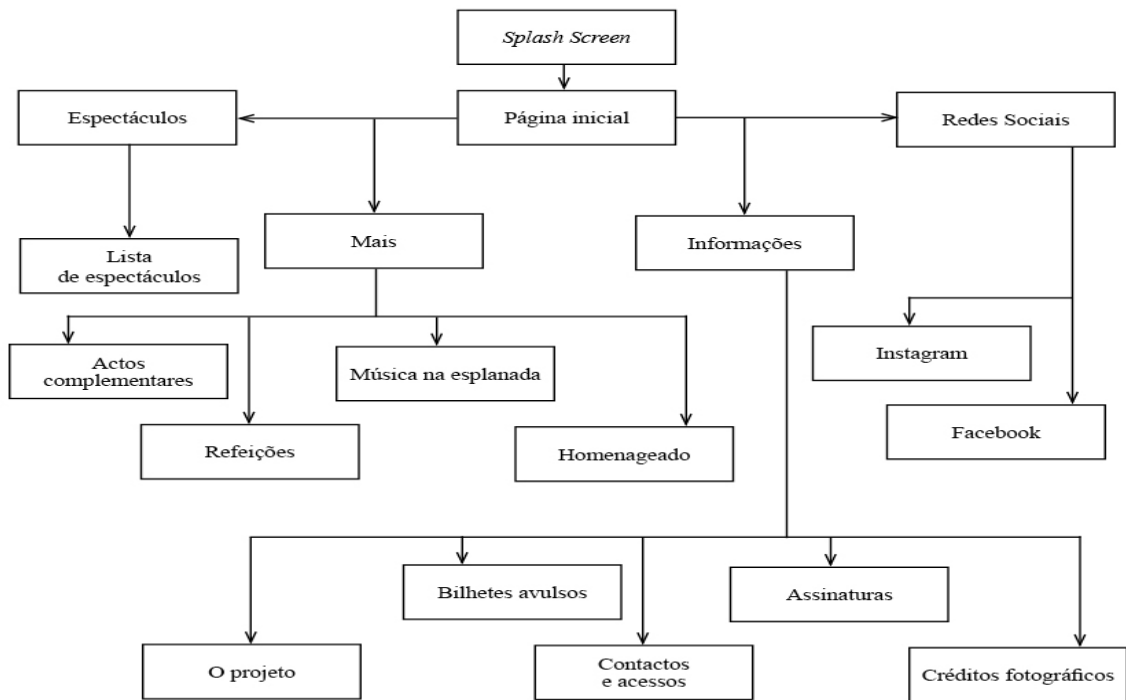 Splash Screen
Espectáculos
Página inicial
Redes Sociais
Mais
Informações
Lista
de espectáculos
Actos
complementares
Música na esplanada
Instagram
Refeições
Homenageado
Facebook
Bilhetes avulsos
Assinaturas
O projeto
Contactos
e acessos
Créditos fotográficos